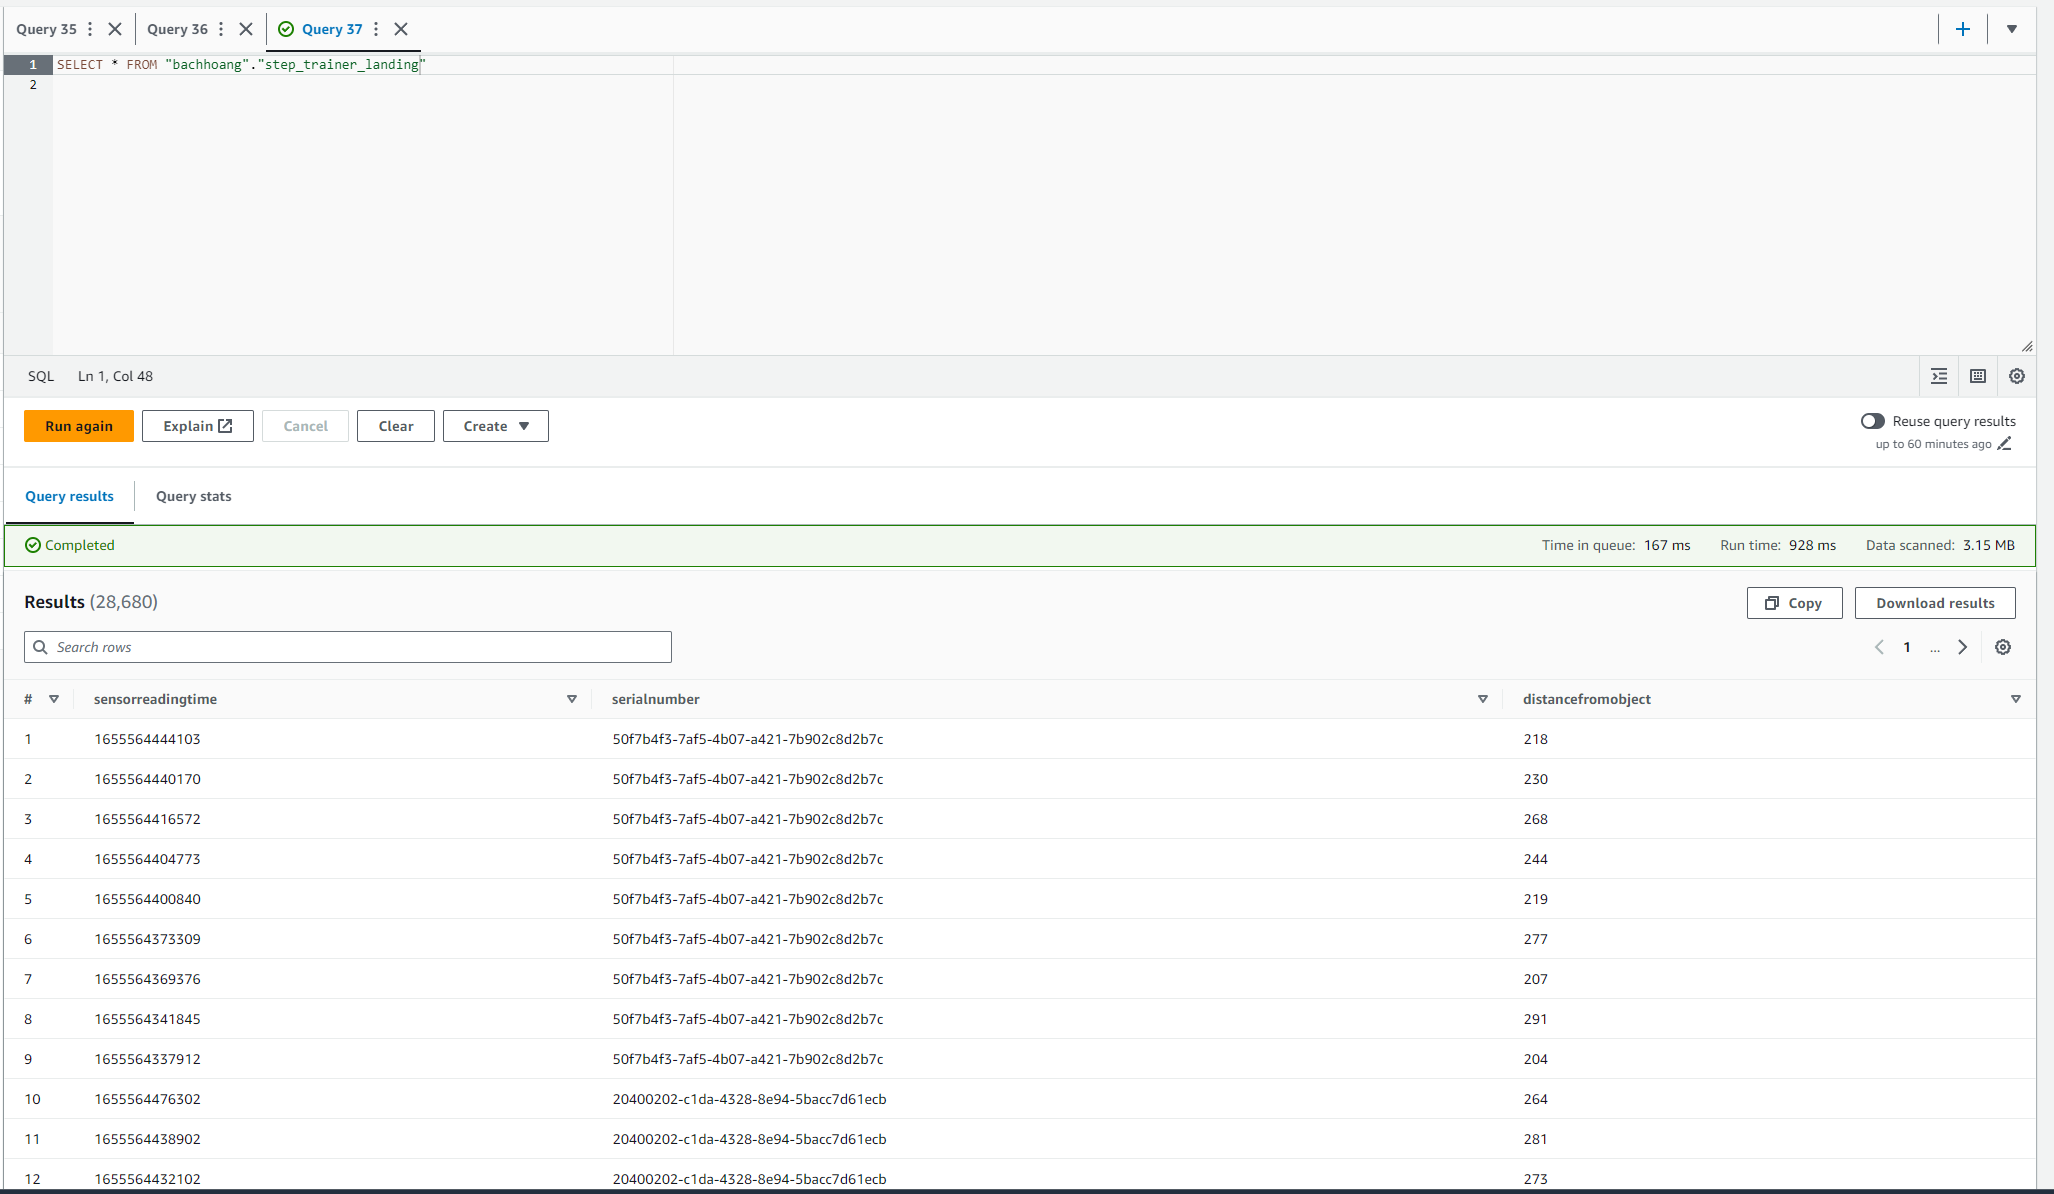 Query 35 Query 36 Query 37
1 SELECT * FROM "bachhoang"."step_trainer_landing"
2
SQL Ln 1, Col 48
Run again Explain Cancel Clear Create Reuse query results
up to 60 minutes ago
Query results Query stats
Completed Time in queue: 167 ms Run time: 928 ms Data scanned: 3.15 MB
Results (28,680) Copy Download results
Search rows 1 ...
# sensorreadingtime serialnumber distancefromobject
1 1655564444103 50f7b4f3-7af5-4b07-a421-7b902c8d2b7c 218
2 1655564440170 50f7b4f3-7af5-4b07-a421-7b902c8d2b7c 230
3 1655564416572 50f7b4f3-7af5-4b07-a421-7b902c8d2b7c 268
4 1655564404773 50f7b4f3-7af5-4b07-a421-7b902c8d2b7c 244
5 1655564400840 50f7b4f3-7af5-4b07-a421-7b902c8d2b7c 219
6 1655564373309 50f7b4f3-7af5-4b07-a421-7b902c8d2b7c 277
7 1655564369376 50f7b4f3-7af5-4b07-a421-7b902c8d2b7c 207
8 1655564341845 50f7b4f3-7af5-4b07-a421-7b902c8d2b7c 291
9 1655564337912 50f7b4f3-7af5-4b07-a421-7b902c8d2b7c 204
10 1655564476302 20400202-c1da-4328-8e94-5bacc7d61ecb 264
11 1655564438902 20400202-c1da-4328-8e94-5bacc7d61ecb 281
12 1655564432102 20400202-c1da-4328-8e94-5bacc7d61ecb 273